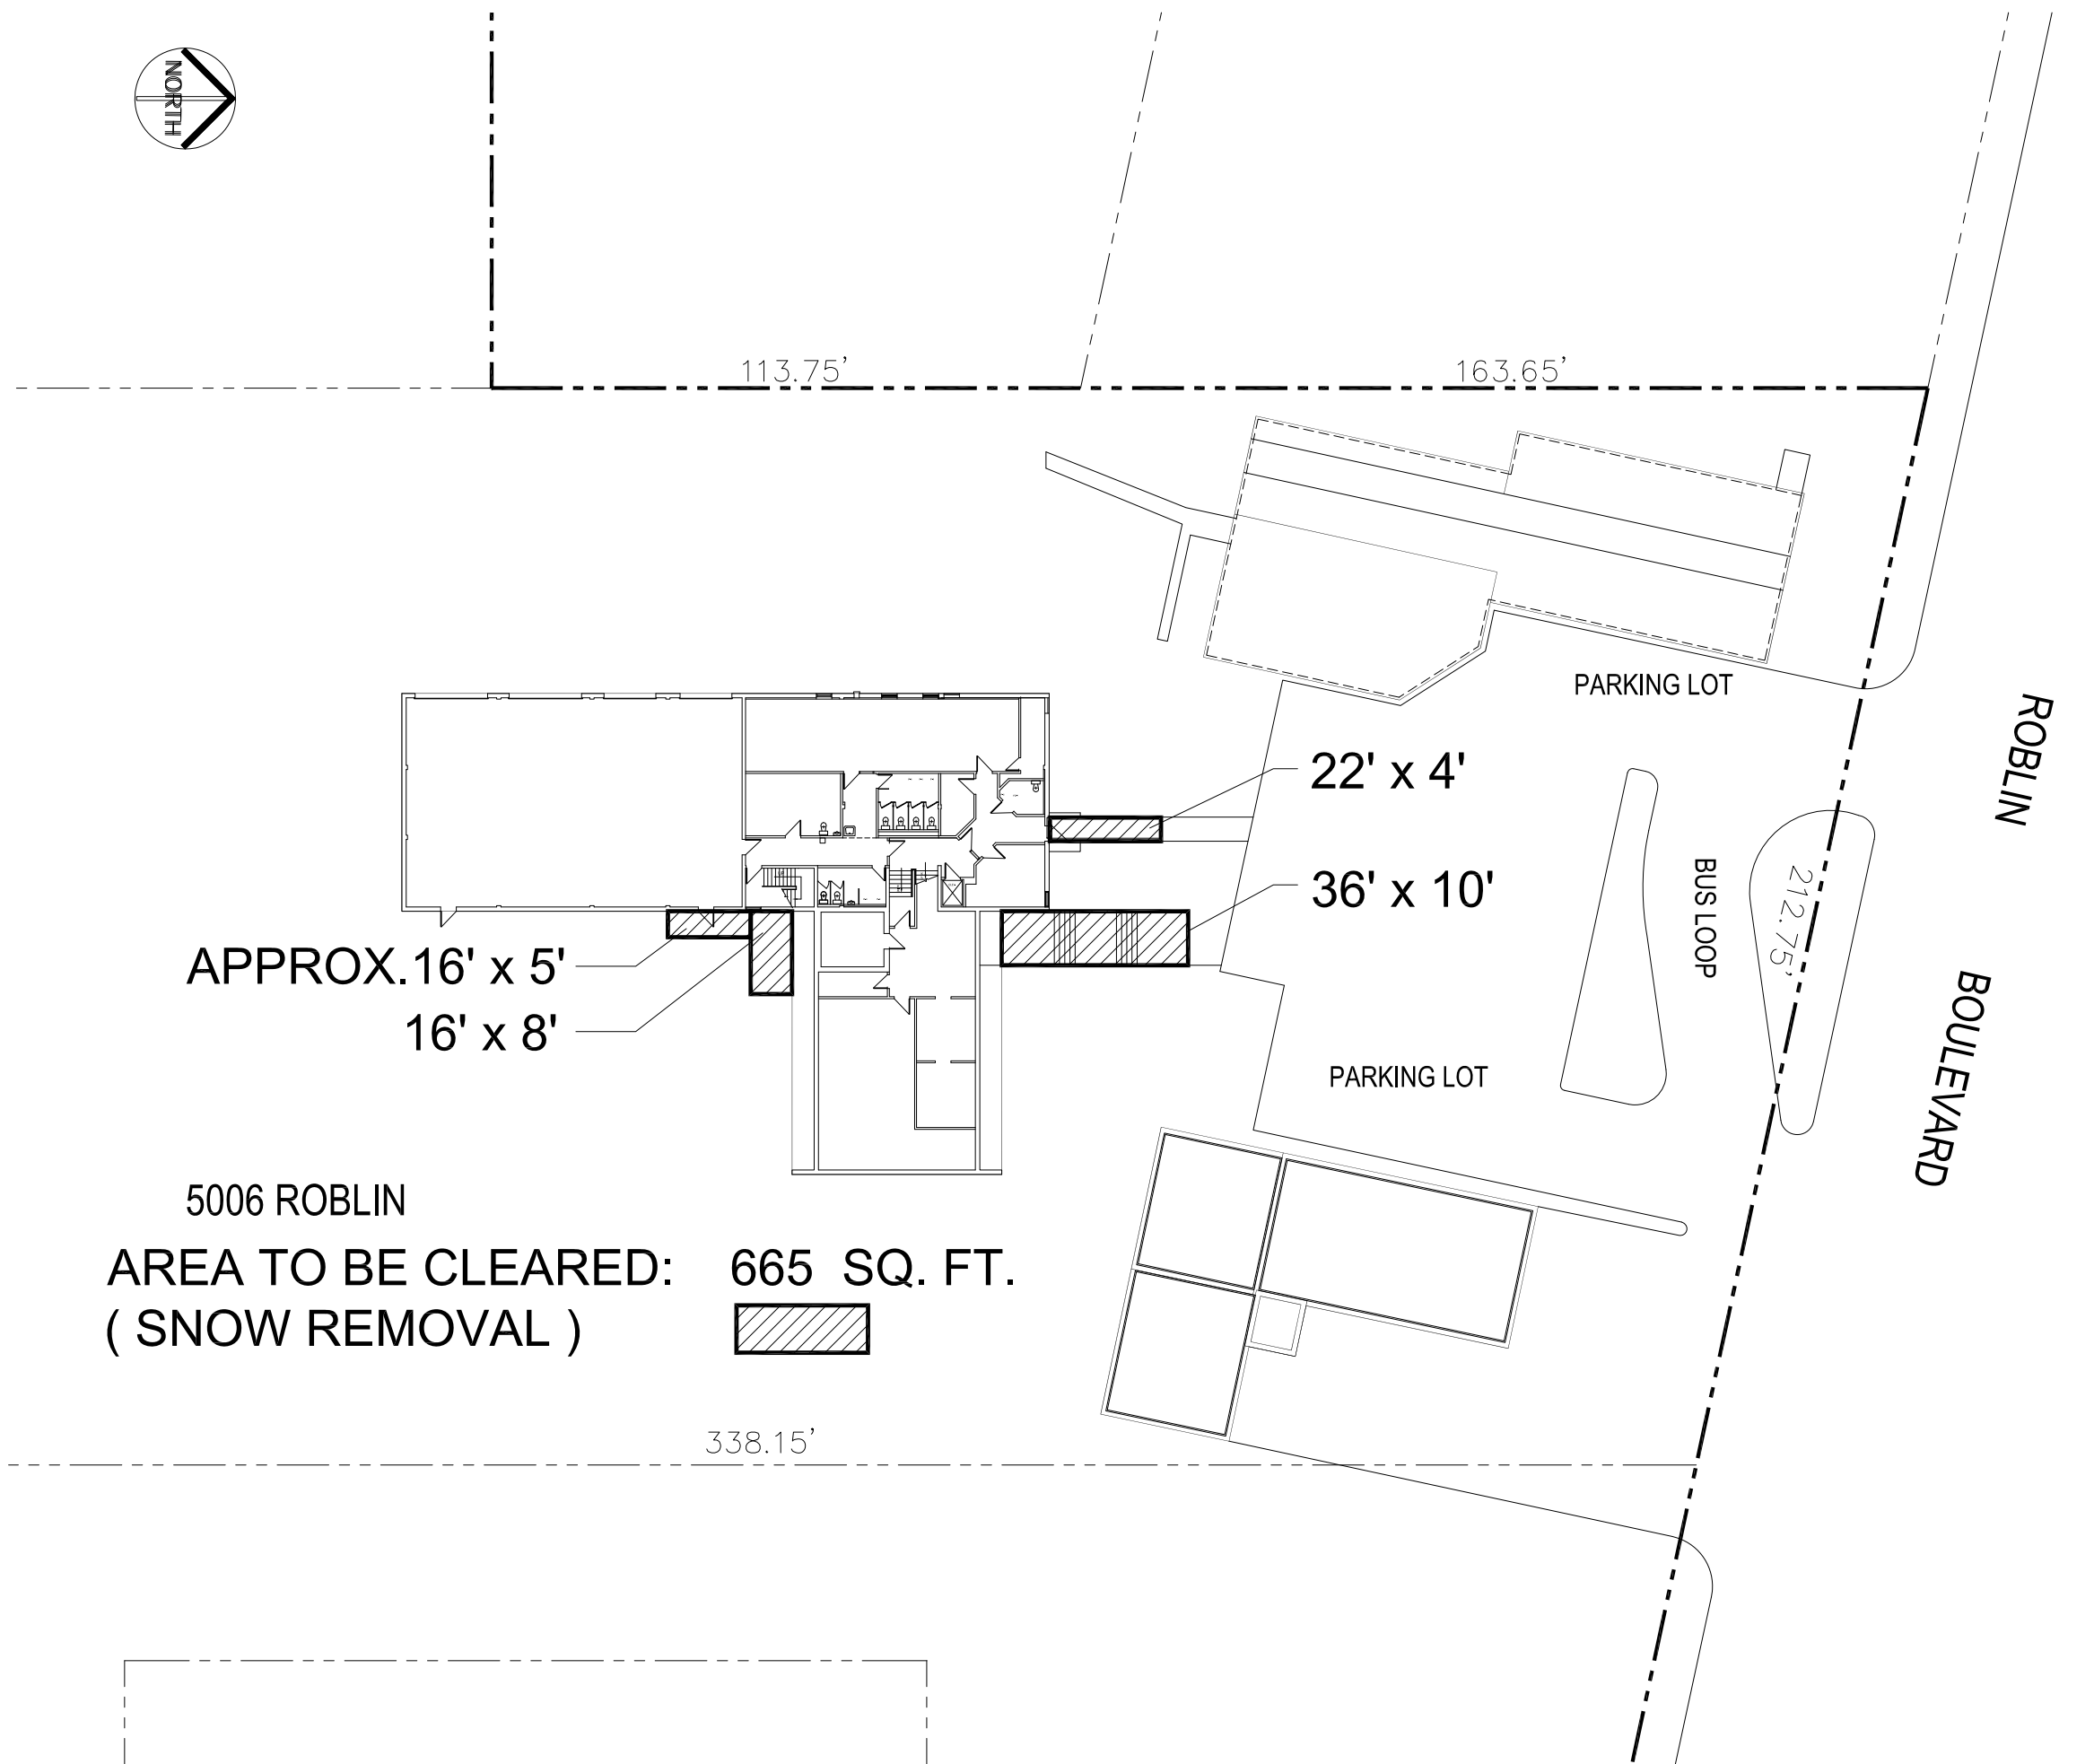 NORTH
113.75’
163.65’
PARKING LOT
ROBLIN
22' x 4'
36' x 10'
BUS LOOP
212.75’
APPROX.16' x 5'
16' x 8'
BOULEVARD
PARKING LOT
5006 ROBLIN
AREA TO BE CLEARED: 665 SQ. FT.
( SNOW REMOVAL )
338.15’